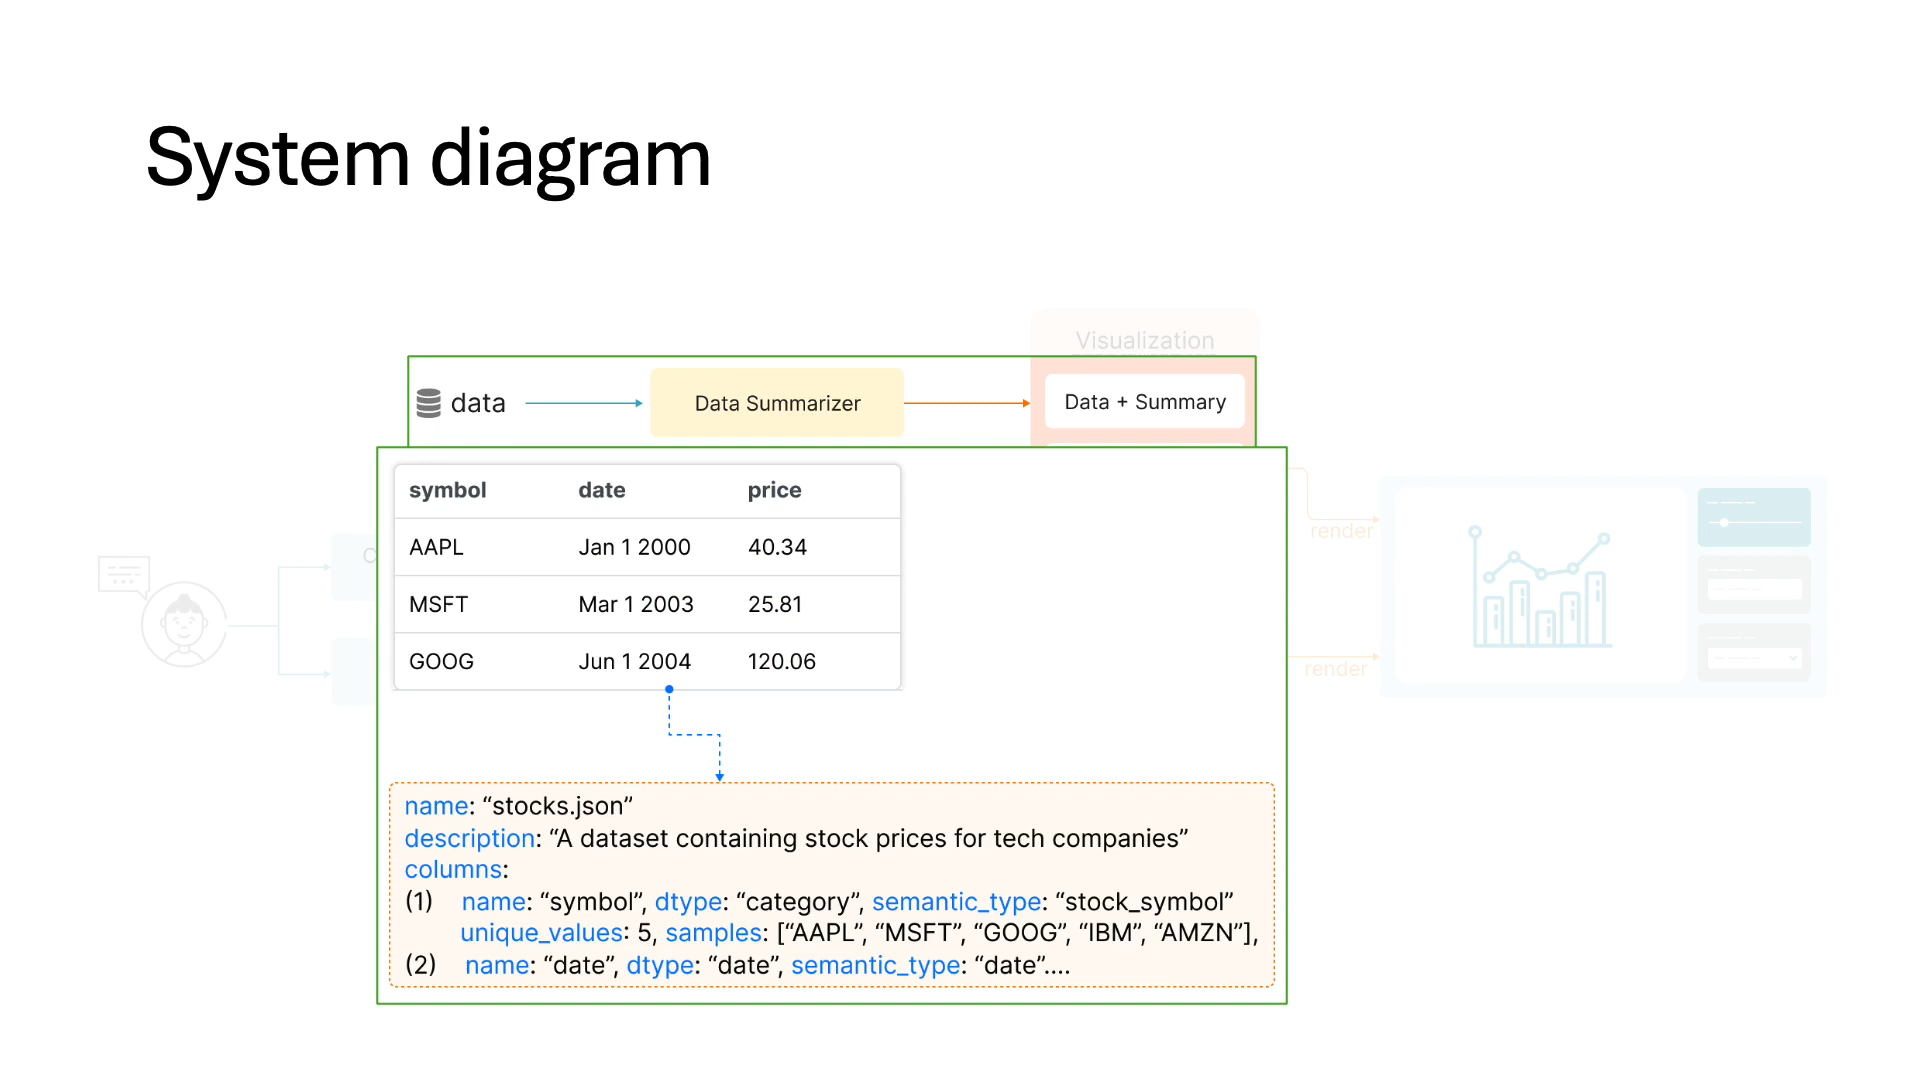 System diagram
Visualization
data
Data Summarizer
Data + Summary
symbol date price
AAPL Jan 1 2000 40.34
MSFT Mar 1 2003 25.81
GOOG Jun 1 2004 120.06
render
render
name: “stocks.json”
description: “A dataset containing stock prices for tech companies”
columns:
(1) name: “symbol”, dtype: “category”, semantic_type: “stock_symbol”
unique_values: 5, samples: [“AAPL”, “MSFT”, “GOOG”, “IBM”, “AMZN”],
(2) name: “date”, dtype: “date”, semantic_type: “date”....